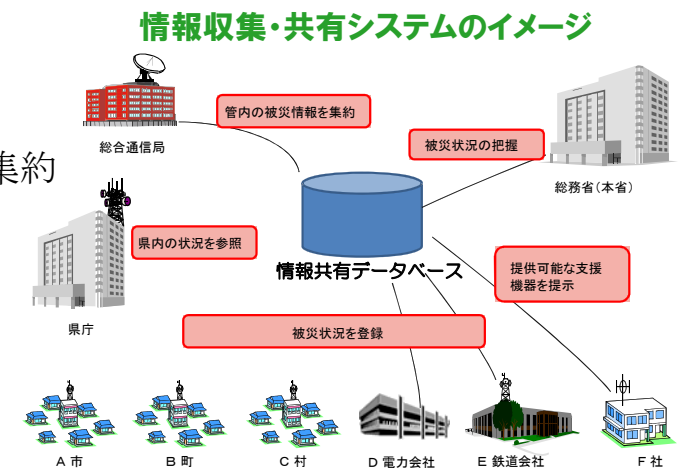 情報収集・共有システムのイメージ
管内の被災情報を集約
総合通信局
被災状況の把握
総務省(本省)
集約
県内の状況を参照
県庁
情報共有データベース
提供可能な支援
機器を提示
被災状況を登録
A 市
B 町
C 村
D 電力会社
E 鉄道会社
F 社